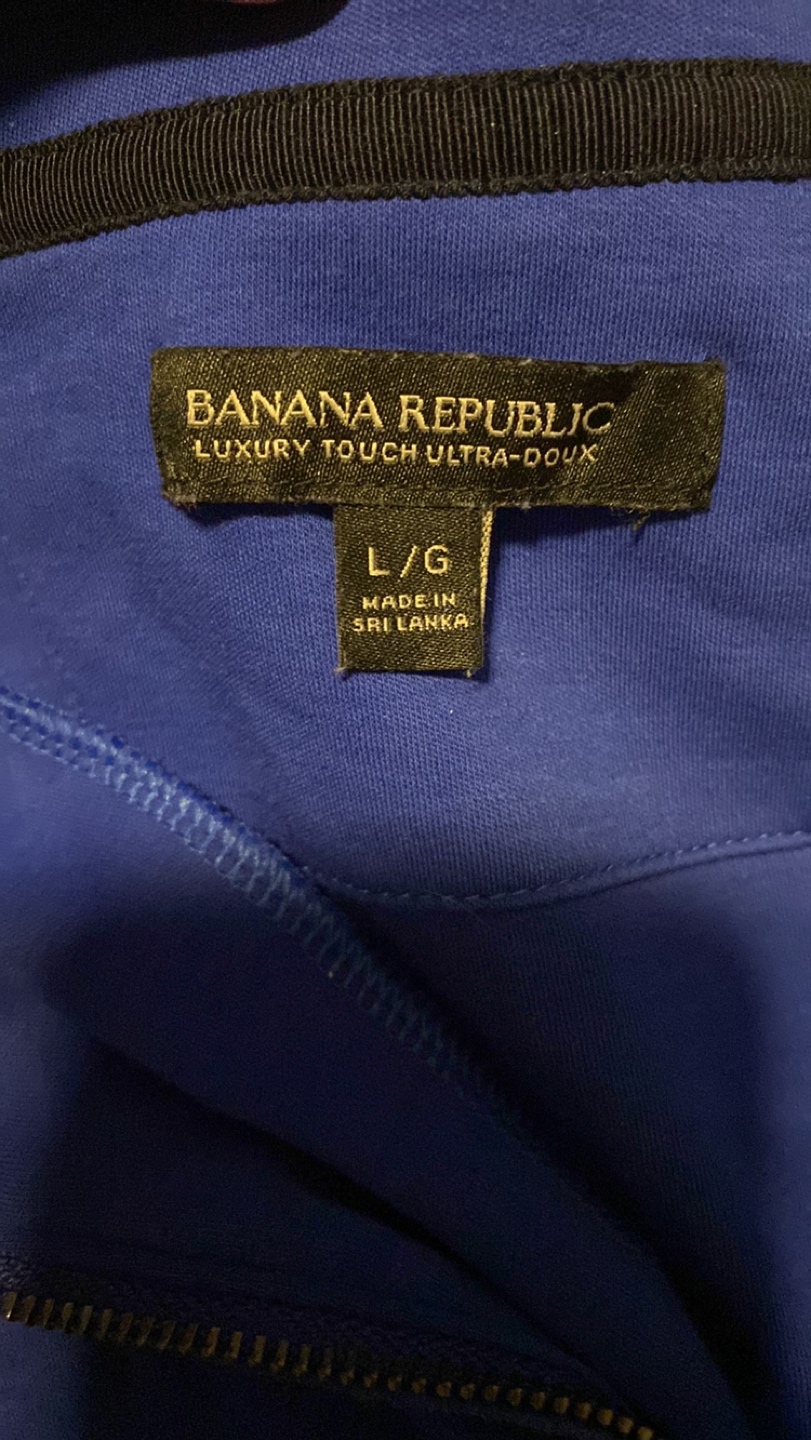 BANANA REPUBLIC
LUXURY TOUCH ULTRA-DOUX
L/G
MADE IN
SRI LANKA